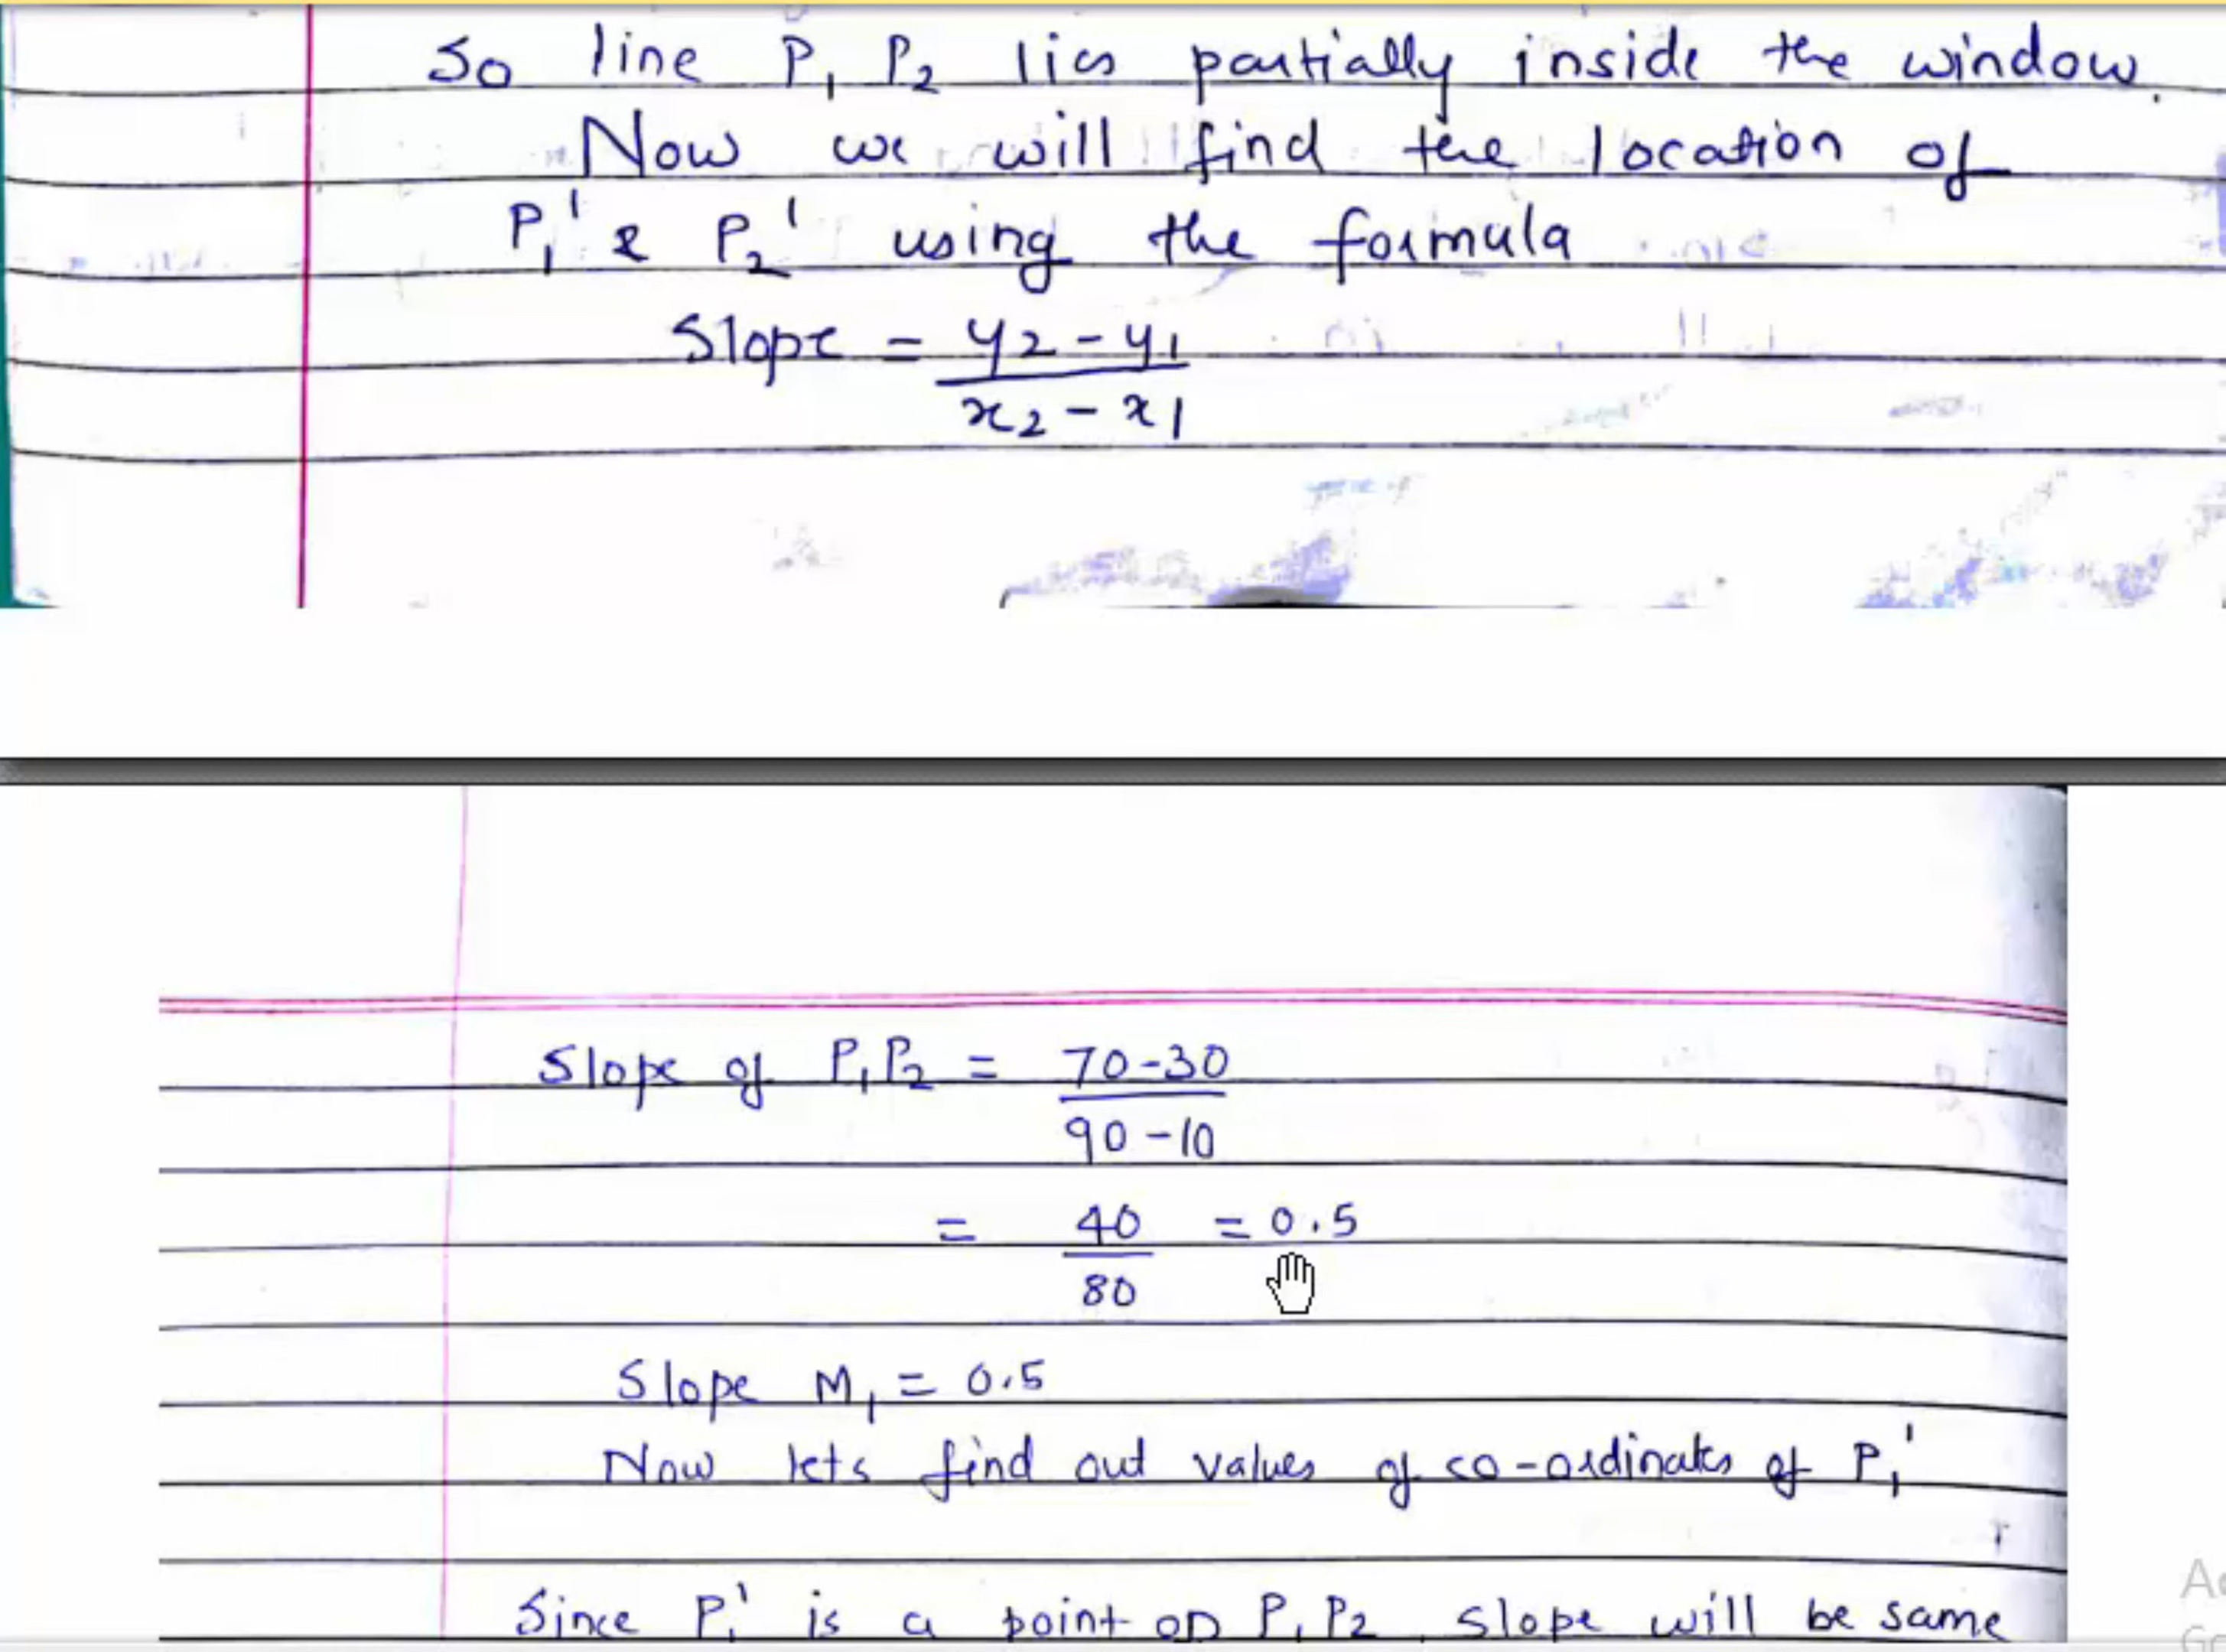 So line P₁ P₂ lies partially inside the window.
Now we will find the location of
P₁' & P₂' using the formula
Slope = y₂ - y₁
x₂ - x₁
Slope of P₁P₂ = 70-30
90-10
= 40 = 0.5
80
Slope M₁ = 0.5
Now lets find out values of co-ordinates of P₁'
Since P₁' is a point on P₁P₂, slope will be same